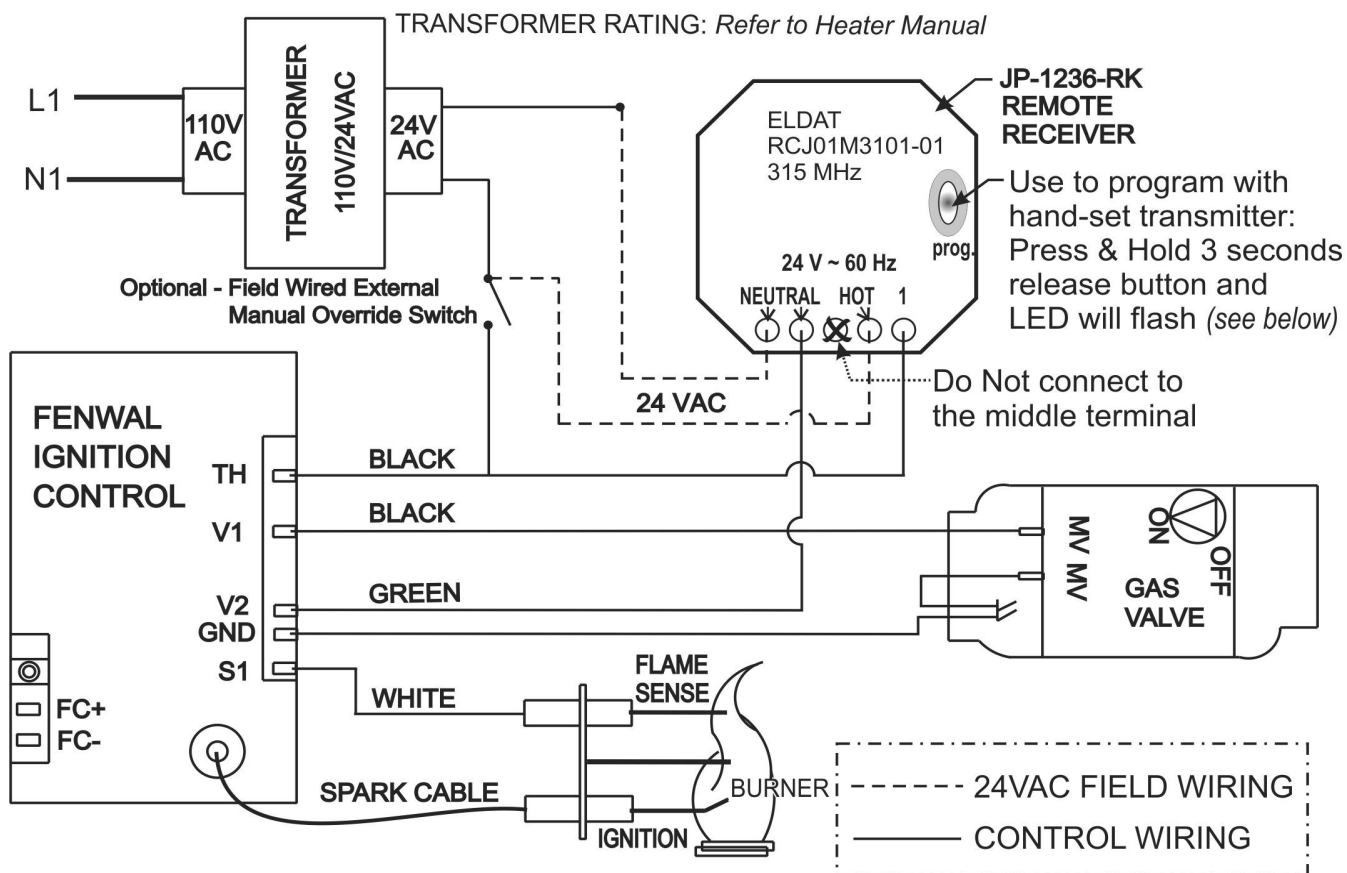 TRANSFORMER RATING: Refer to Heater Manual
L1
N1
110V
AC
TRANSFORMER
110V/24VAC
24V
AC
ELDAT
RCJ01M3101-01
315 MHz
prog.
24 V ~ 60 Hz
NEUTRAL HOT 1
JP-1236-RK
REMOTE
RECEIVER
Use to program with
hand-set transmitter:
Press & Hold 3 seconds
release button and
LED will flash (see below)
Optional - Field Wired External
Manual Override Switch
24 VAC
Do Not connect to
the middle terminal
FENWAL
IGNITION
CONTROL
TH
V1
V2
GND
S1
FC+
FC-
BLACK
BLACK
GREEN
WHITE
SPARK CABLE
FLAME
SENSE
IGNITION
BURNER
MV MV
ON
OFF
GAS
VALVE
24VAC FIELD WIRING
CONTROL WIRING